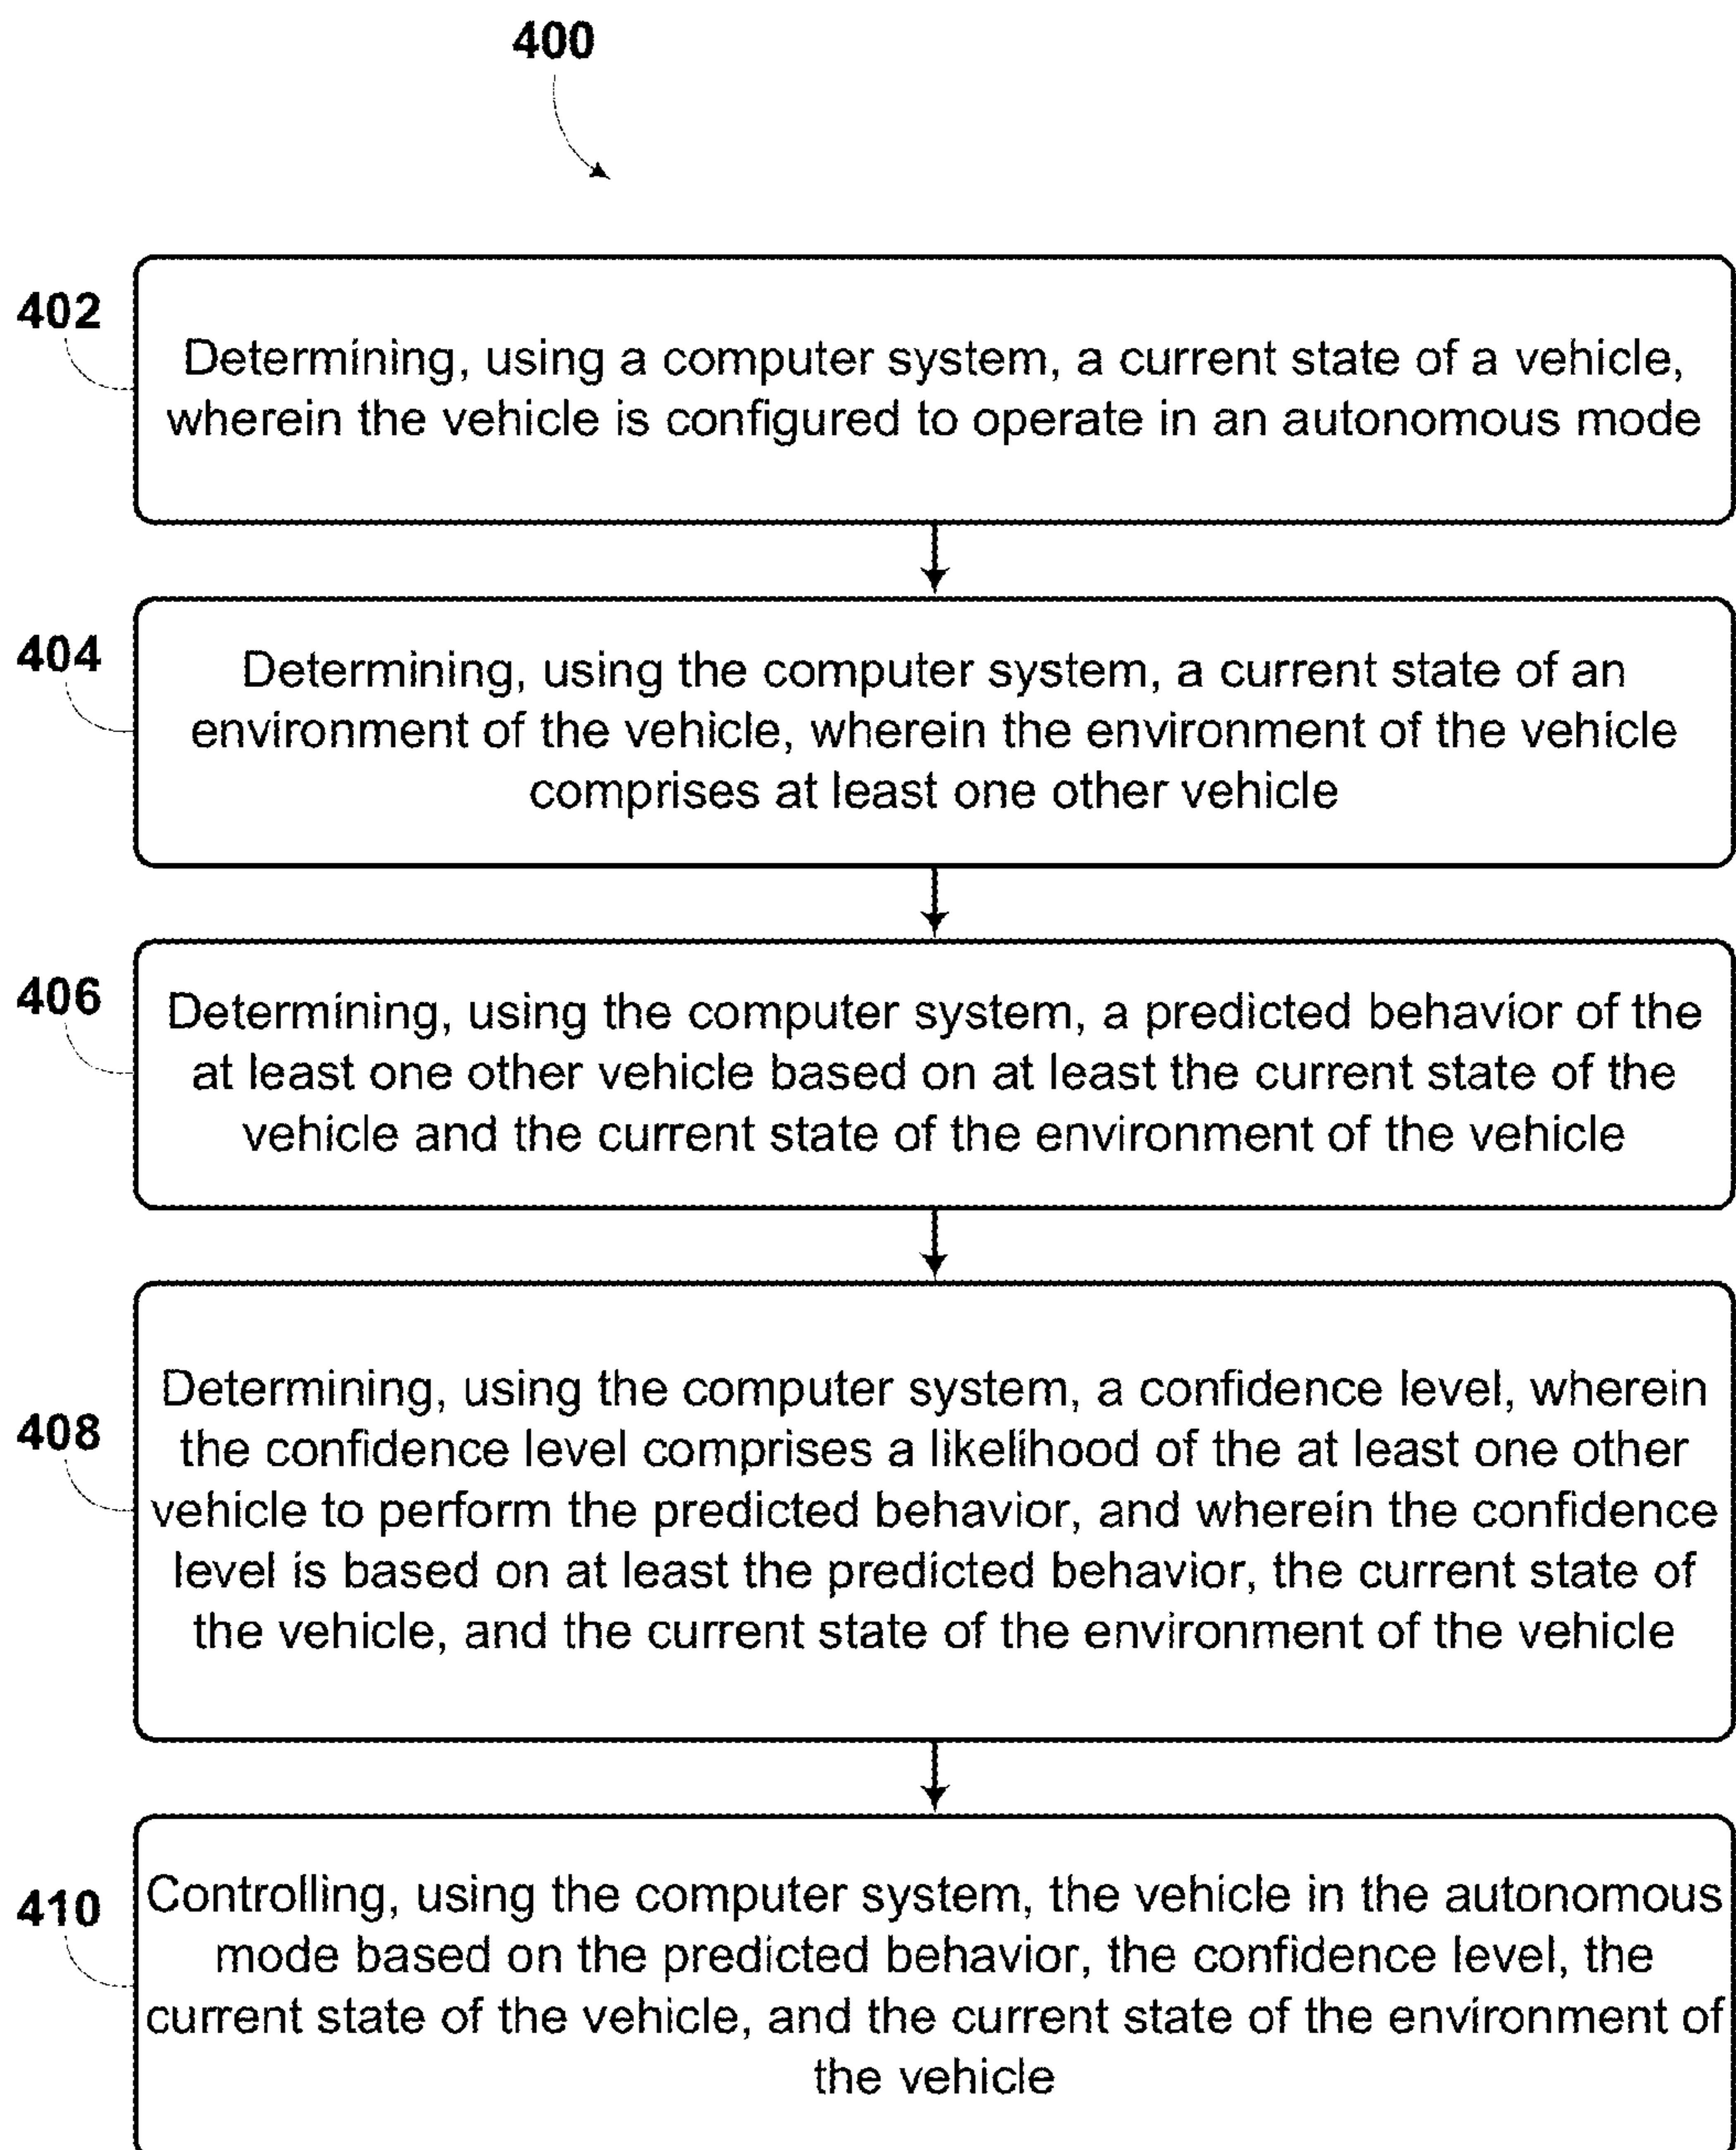 400
402
Determining, using a computer system, a current state of a vehicle,
wherein the vehicle is configured to operate in an autonomous mode
404
Determining, using the computer system, a current state of an
environment of the vehicle, wherein the environment of the vehicle
comprises at least one other vehicle
406
Determining, using the computer system, a predicted behavior of the
at least one other vehicle based on at least the current state of the
vehicle and the current state of the environment of the vehicle
408
Determining, using the computer system, a confidence level, wherein
the confidence level comprises a likelihood of the at least one other
vehicle to perform the predicted behavior, and wherein the confidence
level is based on at least the predicted behavior, the current state of
the vehicle, and the current state of the environment of the vehicle
410
Controlling, using the computer system, the vehicle in the autonomous
mode based on the predicted behavior, the confidence level, the
current state of the vehicle, and the current state of the environment of
the vehicle